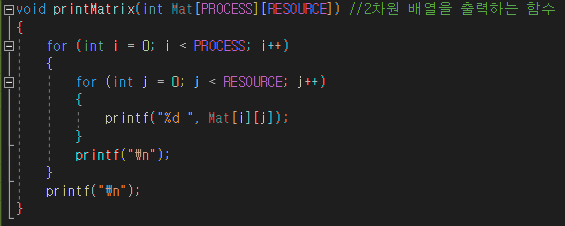 void printMatrix(int Mat[PROCESS][RESOURCE]) //2차원 배열을 출력하는 함수
{
for (int i = 0; i < PROCESS; i++)
{
for (int j = 0; j < RESOURCE; j++)
{
printf("%d ", Mat[i][j]);
}
printf("₩n");
}
printf("₩n");
}